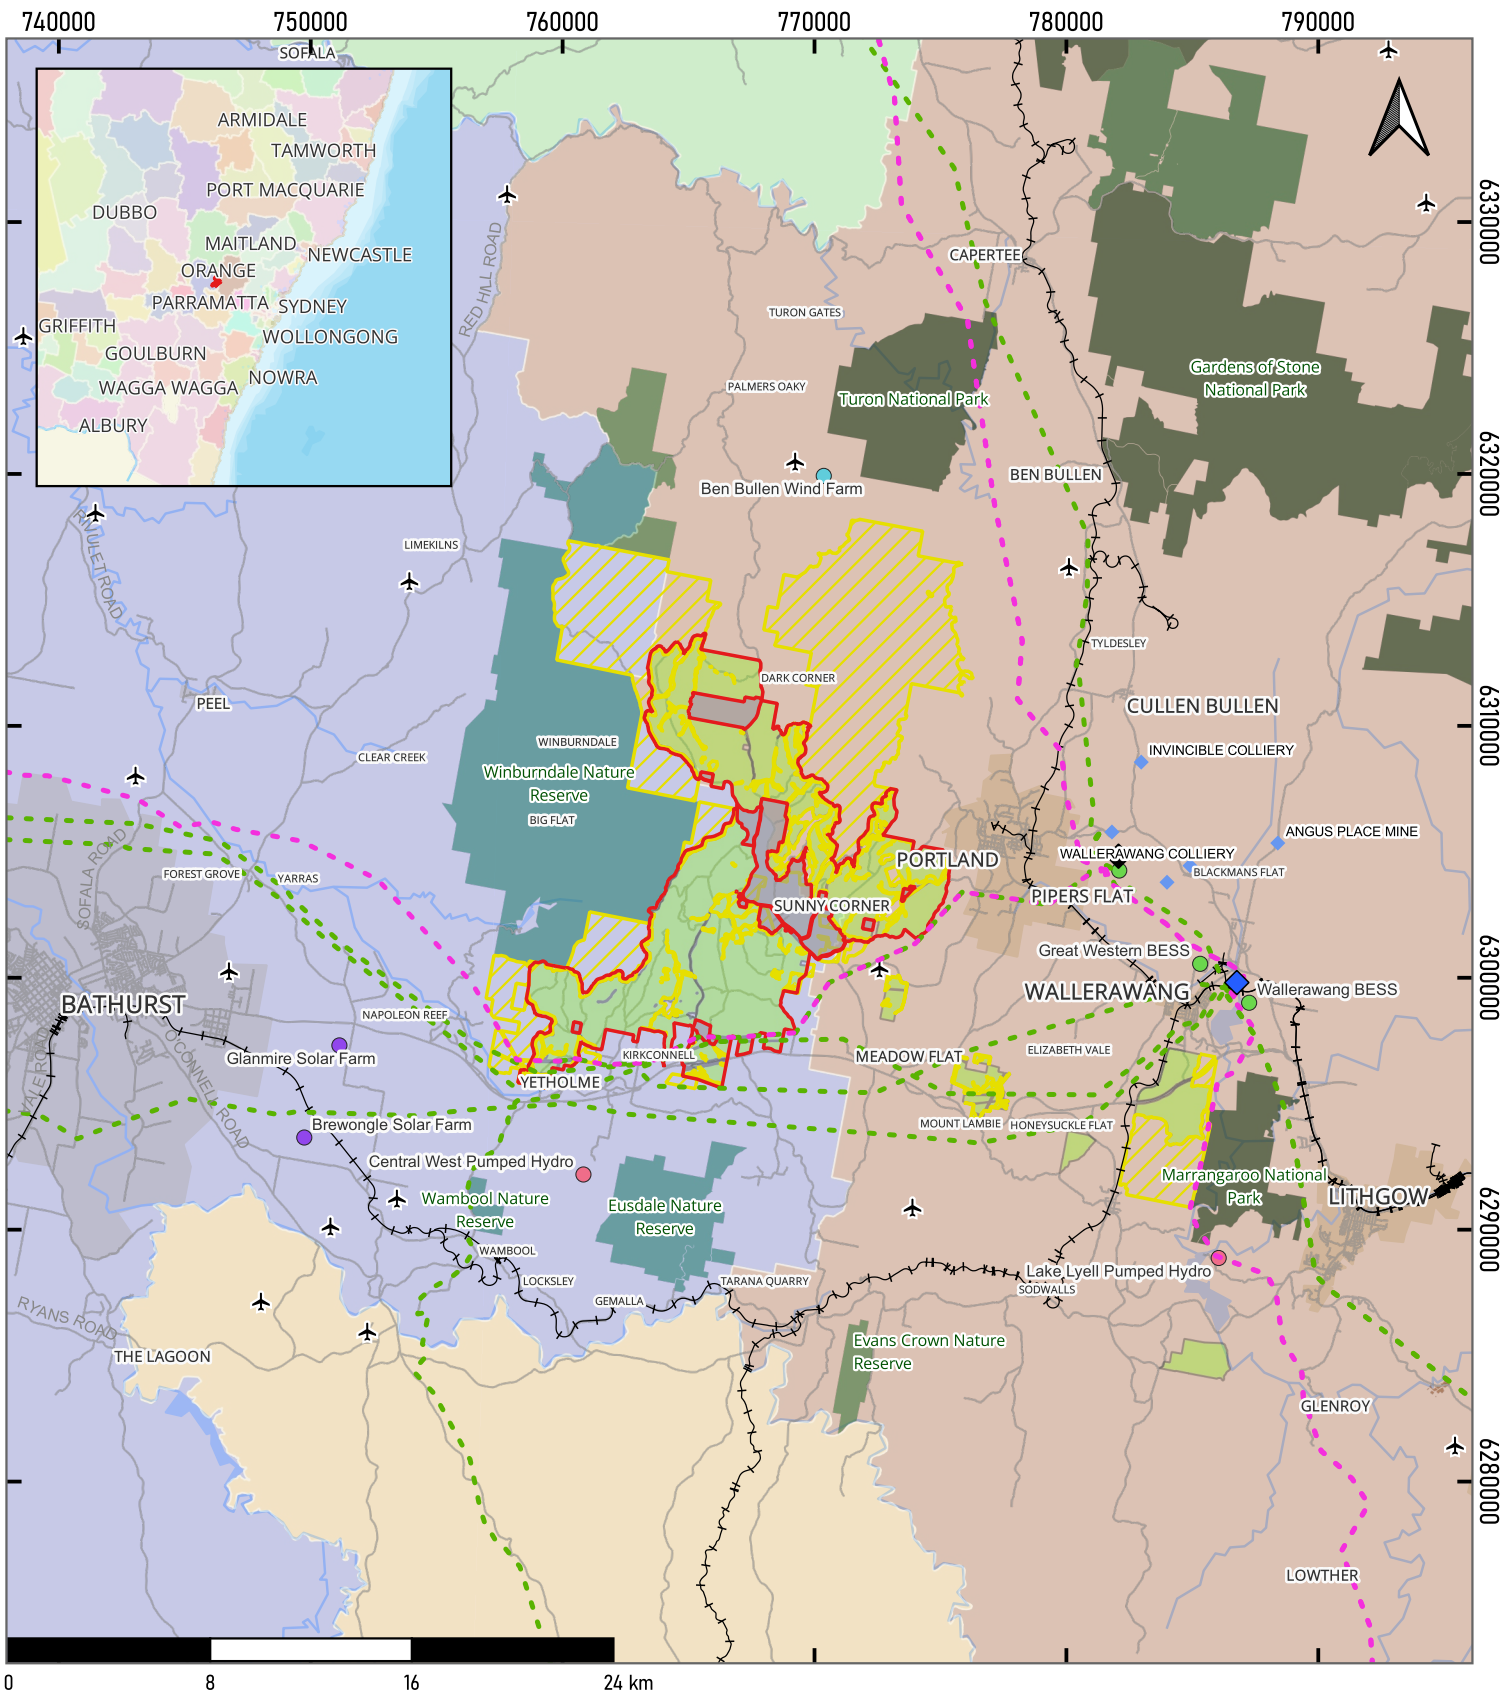 740000
750000
760000
770000
780000
790000
SOFALA
ARMIDALE
TAMWORTH
PORT MACQUARIE
DUBBO
MAITLAND
NEWCASTLE
ORANGE
PARRAMATTA
SYDNEY
GRIFFITH
WOLLONGONG
GOULBURN
WAGGA WAGGA
NOWRA
ALBURY
6330000
6320000
6310000
6300000
6290000
6280000
RED HILL ROAD
CAPERTEE
TURON GATES
Gardens of Stone
National Park
PALMERS OAKY
Turon National Park
BEN BULLEN
Ben Bullen Wind Farm
RIVULET ROAD
LIMEKILNS
TYLDESLEY
DARK CORNER
PEEL
CULLEN BULLEN
WINBURNDALE
INVINCIBLE COLLIERY
CLEAR CREEK
Winburndale Nature
Reserve
BIG FLAT
ANGUS PLACE MINE
SOFALA ROAD
PORTLAND
WALLERAWANG COLLIERY
FOREST GROVE
YARRAS
BLACKMANS FLAT
PIPERS FLAT
SUNNY CORNER
Great Western BESS
WALLERAWANG
Wallerawang BESS
BATHURST
NAPOLEON REEF
Glanmire Solar Farm
KIRKCONNELL
MEADOW FLAT
ELIZABETH VALE
YETHOLME
VALE ROAD
O'CONNELL ROAD
Brewongle Solar Farm
MOUNT LAMBIE
HONEYSUCKLE FLAT
Central West Pumped Hydro
Marrangaroo National
Park
LITHGOW
Wambool Nature
Reserve
Eusdale Nature
Reserve
WAMBOOL
LOCKSLEY
TARANA QUARRY
Lake Lyell Pumped Hydro
SODWALLS
GEMALLA
RYANS ROAD
THE LAGOON
Evans Crown Nature
Reserve
GLENROY
LOWTHER
0
8
16
24 km